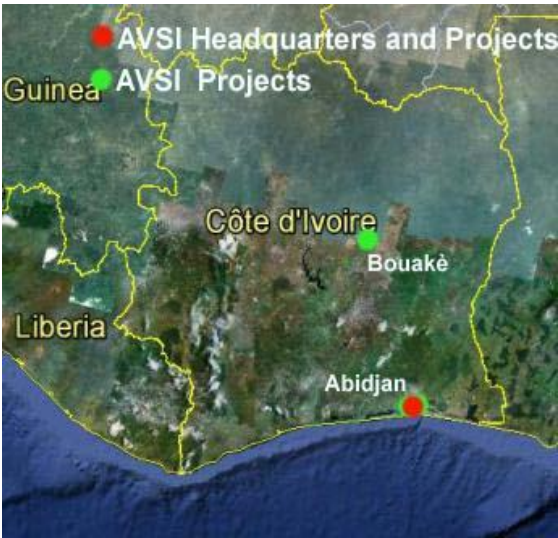 AVSI Headquarters and Projects
AVSI Projects
Guinea
Côte d'Ivoire
Bouakè
Liberia
Abidjan